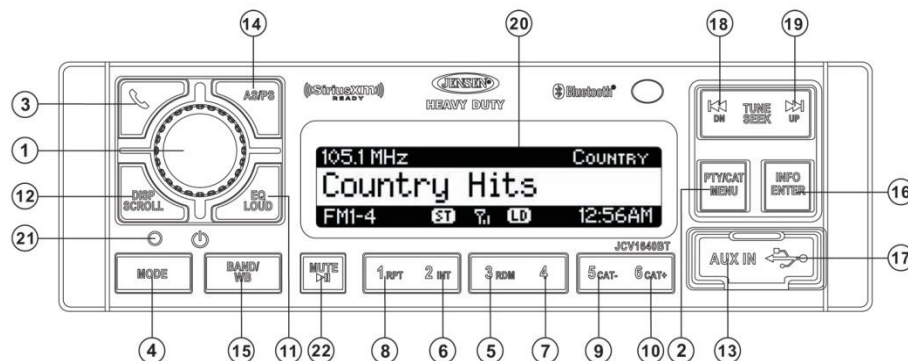 14 20 18 19
3 AS/PS ((SiriusXM)) READY JENSEN HEAVY DUTY Bluetooth DN TUNE SEEK UP
1
105.1 MHz COUNTRY
Country Hits
FM1-4 ST LD 12:56AM
12 DISP SCROLL EQ LOUD PTY/CAT MENU INFO ENTER 16
21 JCV1640BT
MODE BAND/WB MUTE 1 RPT 2 INT 3 RDM 4 5 CAT- 6 CAT+ AUX IN 17
4 15 11 22 8 6 5 7 9 10 2 13